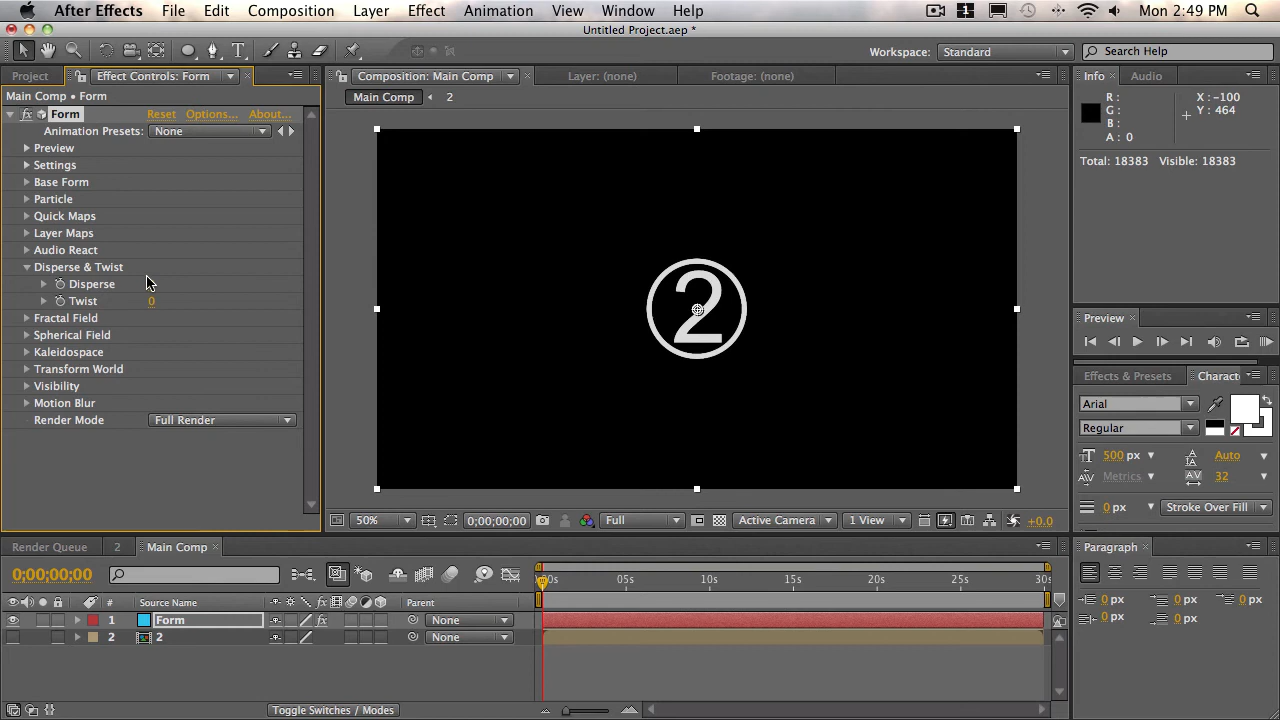 After Effects File Edit Composition Layer Effect Animation View Window Help 1 Mon 2:49 PM
Untitled Project.aep *
Workspace: Standard Search Help
Project Effect Controls: Form Composition: Main Comp Layer: (none) Footage: (none) Info Audio
Main Comp • Form
Main Comp 2
R: X: -100
G: Y: 464
B:
A: 0
Form Reset Options... About...
Animation Presets: None
Preview
Settings
Total: 18383 Visible: 18383
Base Form
Particle
Quick Maps
Layer Maps
Audio React
Disperse & Twist
Disperse
Twist 0
Fractal Field
Spherical Field
Kaleidospace
Transform World
Visibility
Motion Blur
Render Mode Full Render
2
Preview
Effects & Presets Charact
Arial
Regular
500 px Auto
Metrics 32
0 px Stroke Over Fill
50% 0;00;00;00 Full Active Camera 1 View +0.0
Render Queue 2 Main Comp
0;00;00;00
:00s 05s 10s 15s 20s 25s 30s
# Source Name fx Parent
1 Form fx None
2 2 None
Toggle Switches / Modes
Paragraph
0 px 0 px 0 px
0 px 0 px